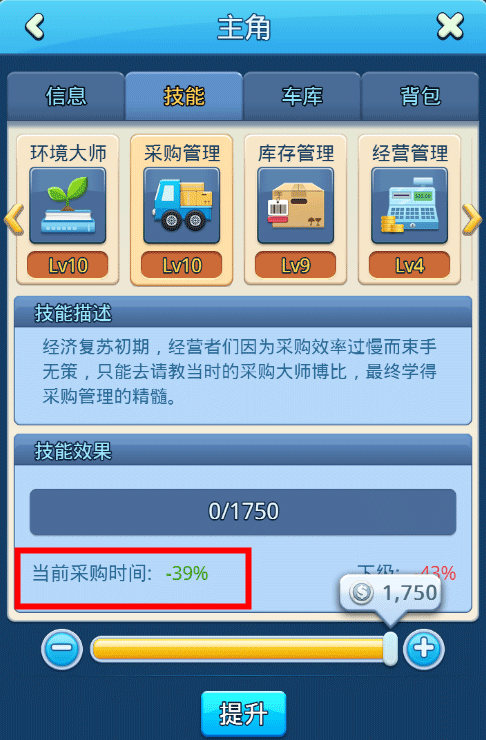 主角
信息
技能
车库
背包
环境大师
采购管理
库存管理
经营管理
Lv10
Lv10
Lv9
Lv4
技能描述
经济复苏初期，经营者们因为采购效率过慢而束手
无策，只能去请教当时的采购大师博比，最终学得
采购管理的精髓。
技能效果
0/1750
当前采购时间: -39%
下级: -43%
1,750
提升